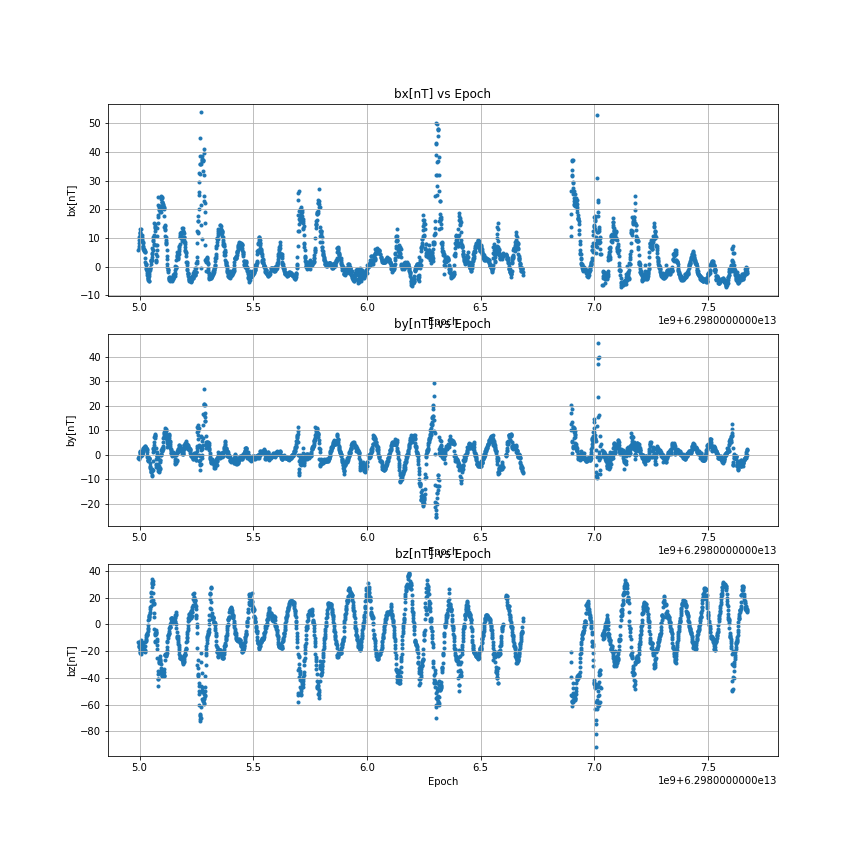 bx[nT] vs Epoch
50
40
30
20
10
0
−10
bx[nT]
5.0 5.5 6.0 6.5 7.0 7.5
Epoch
1e9+6.2980000000e13
by[nT] vs Epoch
40
30
20
10
0
−10
−20
by[nT]
5.0 5.5 6.0 6.5 7.0 7.5
Epoch
1e9+6.2980000000e13
bz[nT] vs Epoch
40
20
0
−20
−40
−60
−80
bz[nT]
5.0 5.5 6.0 6.5 7.0 7.5
Epoch
1e9+6.2980000000e13